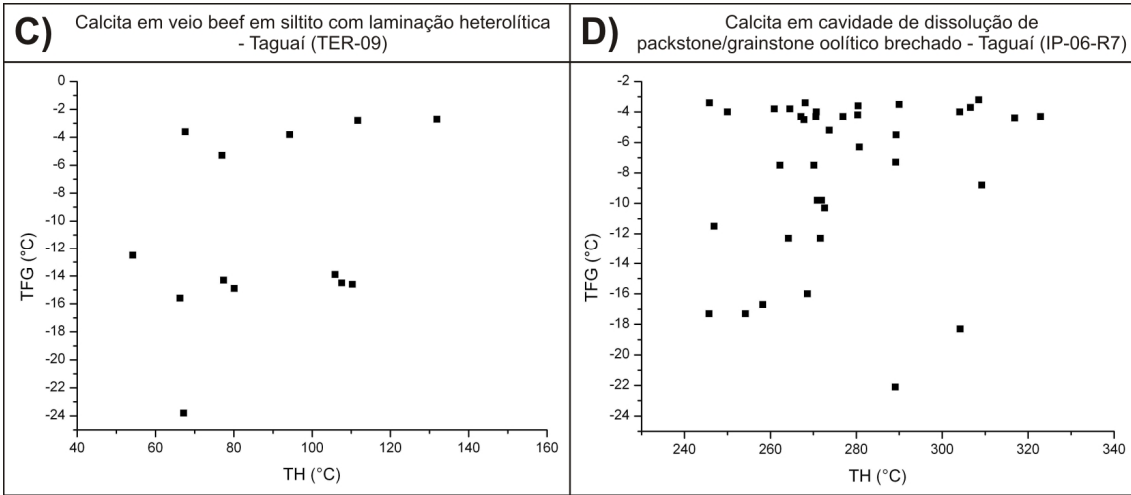 C) Calcita em veio beef em siltito com laminação heterolítica
- Taguaí (TER-09)
0
-2
-4
-6
-8
-10
-12
-14
-16
-18
-20
-22
-24
TFG (°C)
40 60 80 100 120 140 160
TH (°C)
D) Calcita em cavidade de dissolução de
packstone/grainstone oolítico brechado - Taguaí (IP-06-R7)
-2
-4
-6
-8
-10
-12
-14
-16
-18
-20
-22
-24
TFG (°C)
240 260 280 300 320 340
TH (°C)